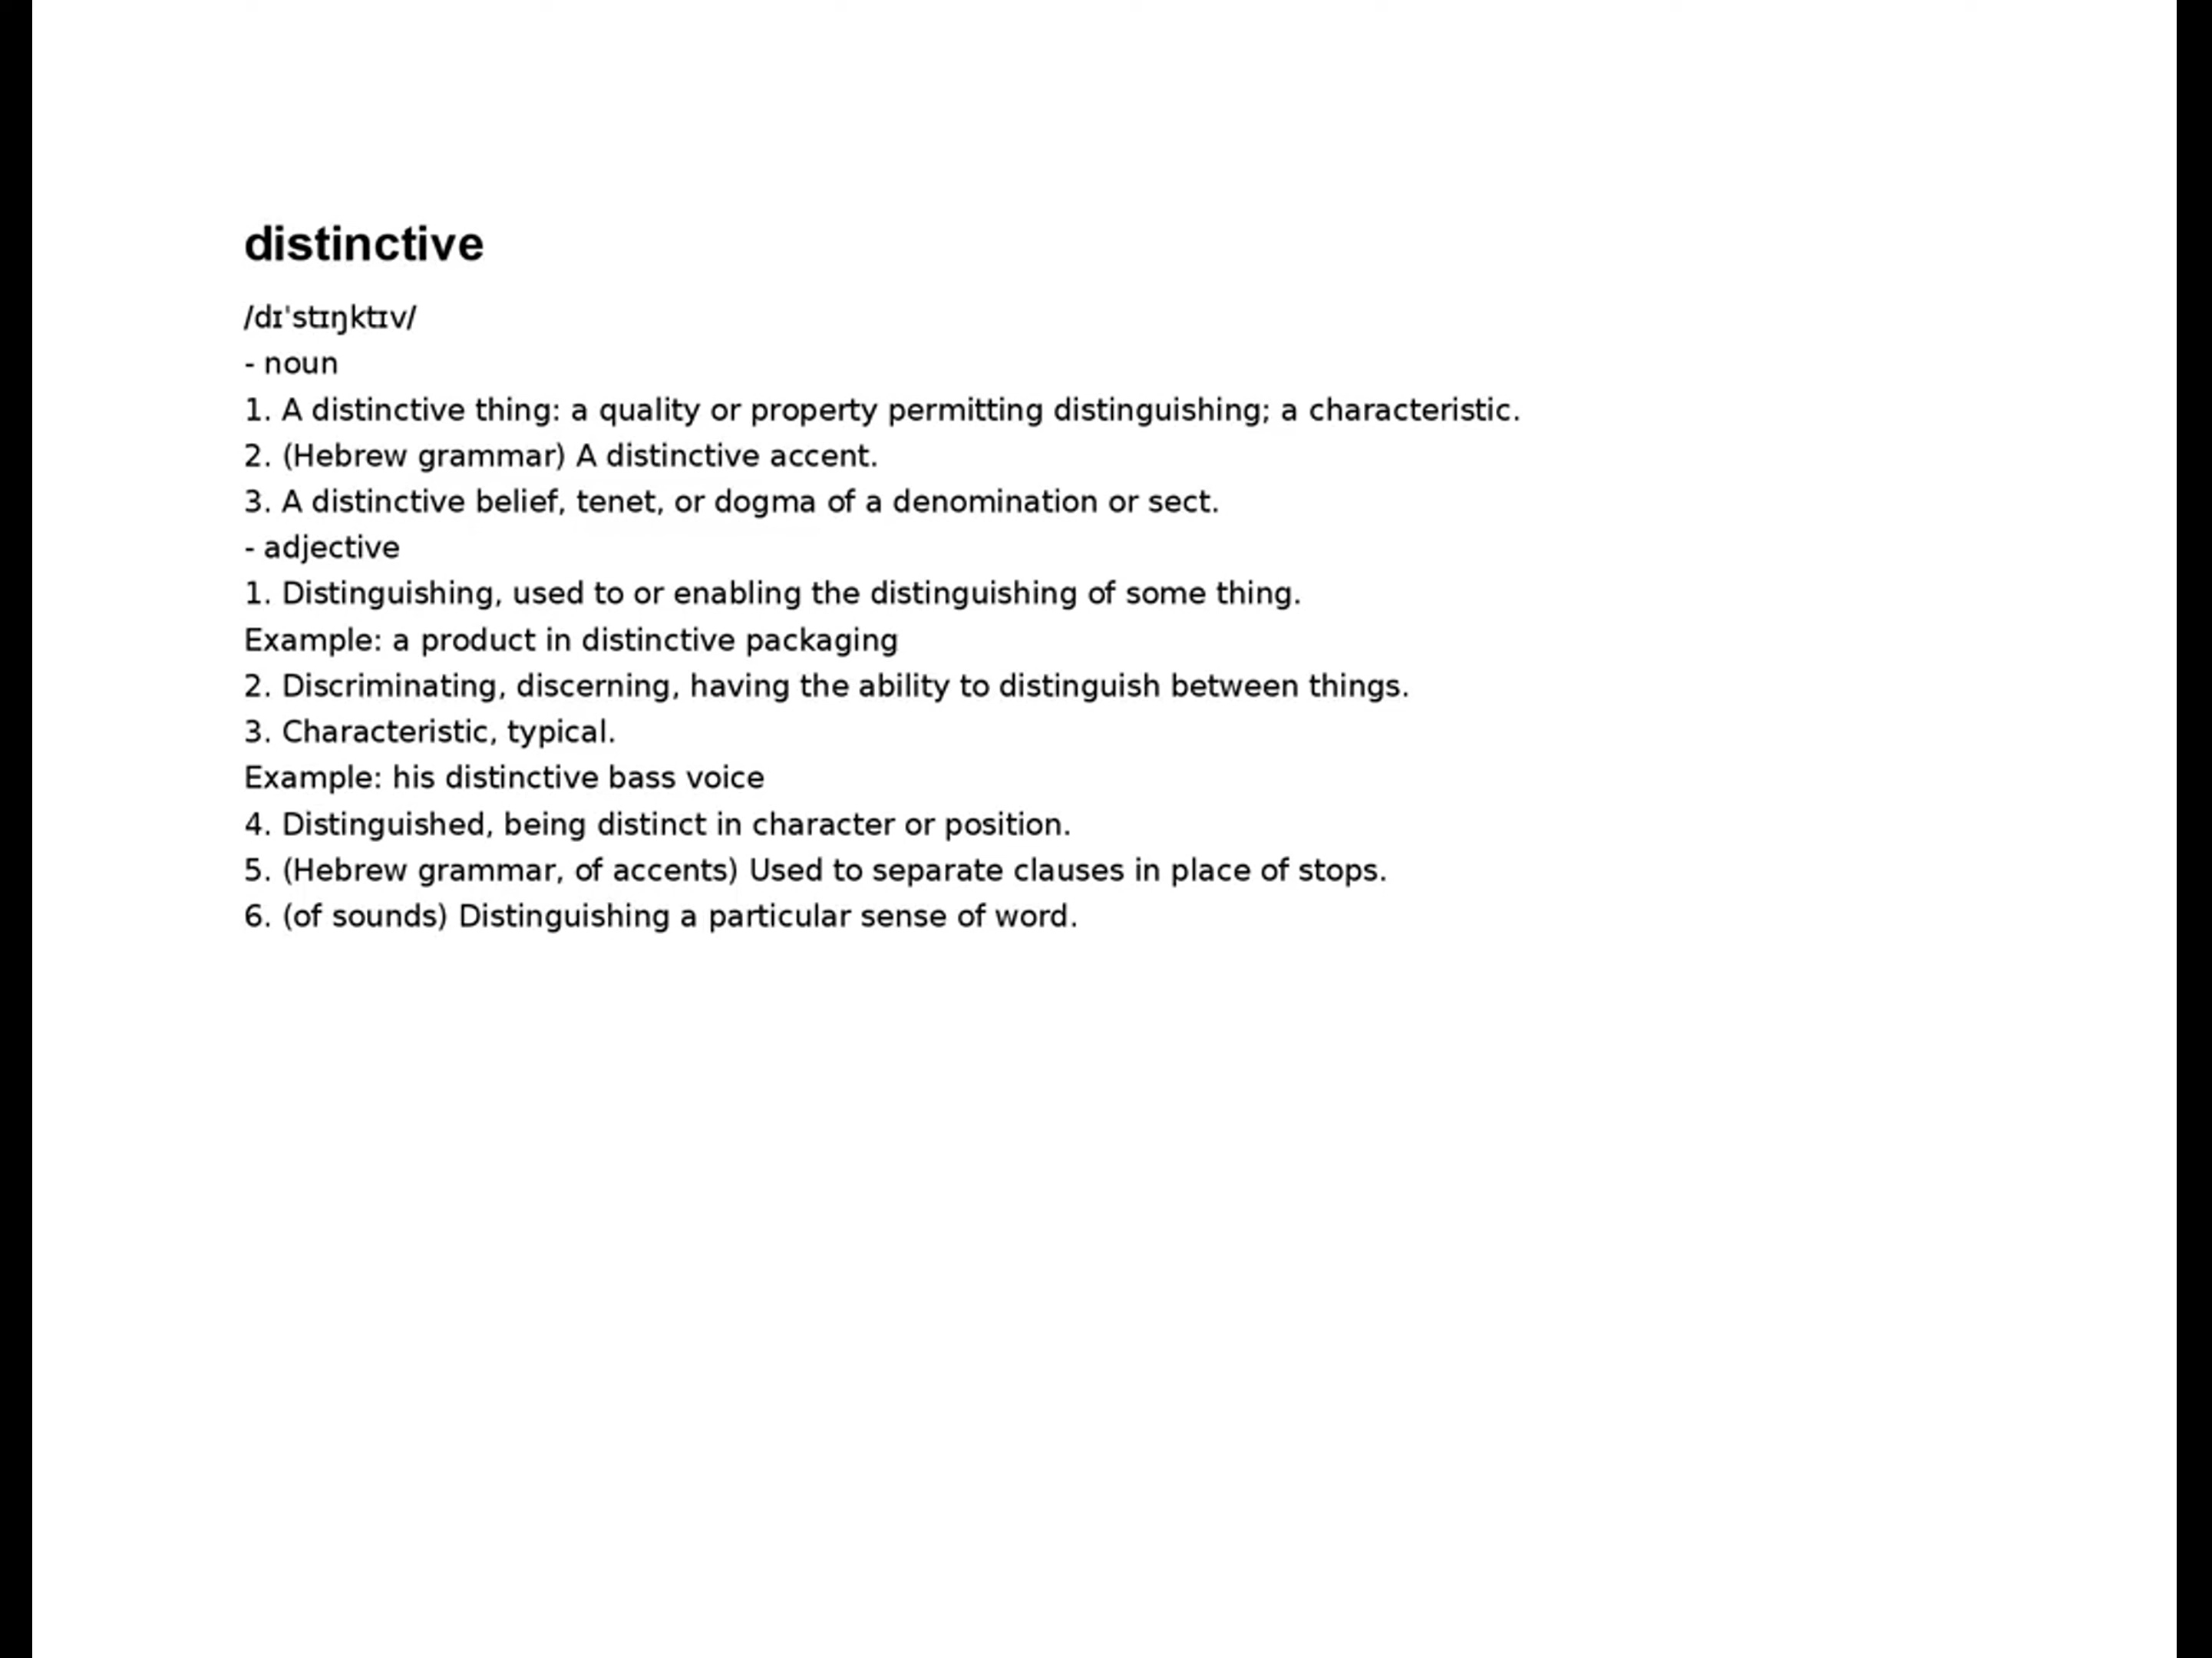 distinctive
/dɪˈstɪŋktɪv/
- noun
1. A distinctive thing: a quality or property permitting distinguishing; a characteristic.
2. (Hebrew grammar) A distinctive accent.
3. A distinctive belief, tenet, or dogma of a denomination or sect.
- adjective
1. Distinguishing, used to or enabling the distinguishing of some thing.
Example: a product in distinctive packaging
2. Discriminating, discerning, having the ability to distinguish between things.
3. Characteristic, typical.
Example: his distinctive bass voice
4. Distinguished, being distinct in character or position.
5. (Hebrew grammar, of accents) Used to separate clauses in place of stops.
6. (of sounds) Distinguishing a particular sense of word.